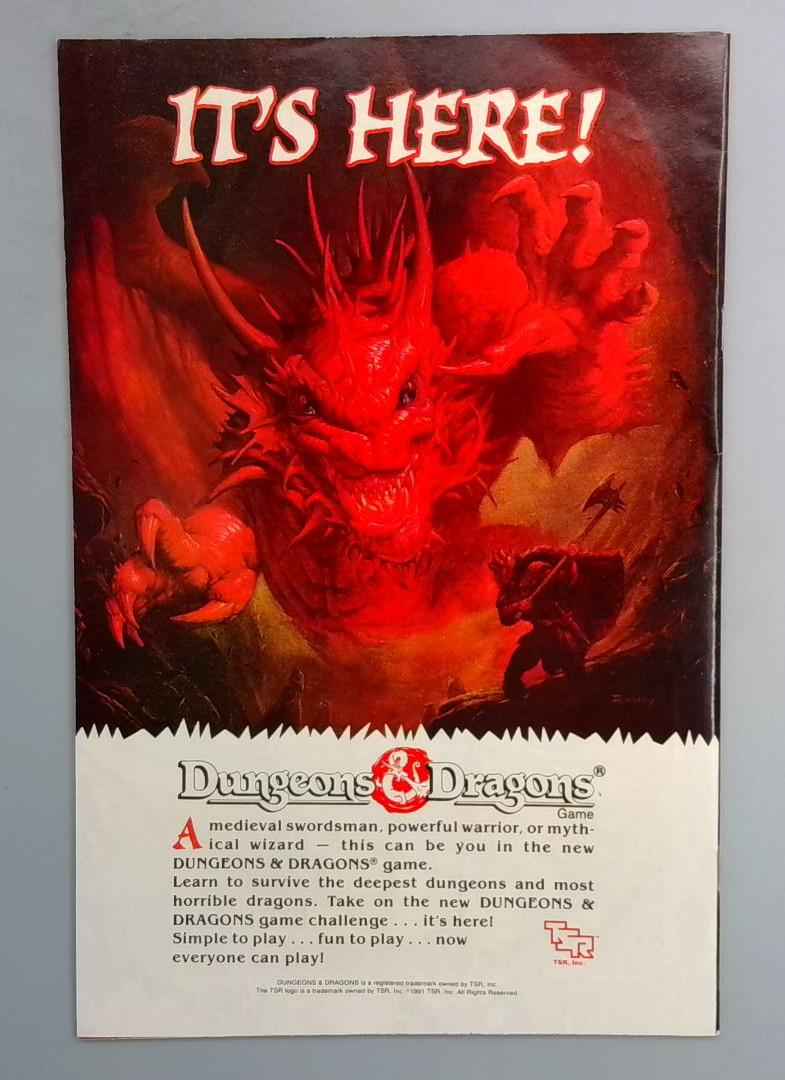 IT'S HERE!
Dungeons & Dragons®
Game
A medieval swordsman, powerful warrior, or myth-
ical wizard — this can be you in the new
DUNGEONS & DRAGONS® game.
Learn to survive the deepest dungeons and most
horrible dragons. Take on the new DUNGEONS &
DRAGONS game challenge . . . it's here!
Simple to play . . . fun to play . . . now
everyone can play!
TSR™
TSR, Inc.
DUNGEONS & DRAGONS is a registered trademark owned by TSR, Inc.
The TSR logo is a trademark owned by TSR, Inc. ©1991 TSR, Inc. All Rights Reserved.